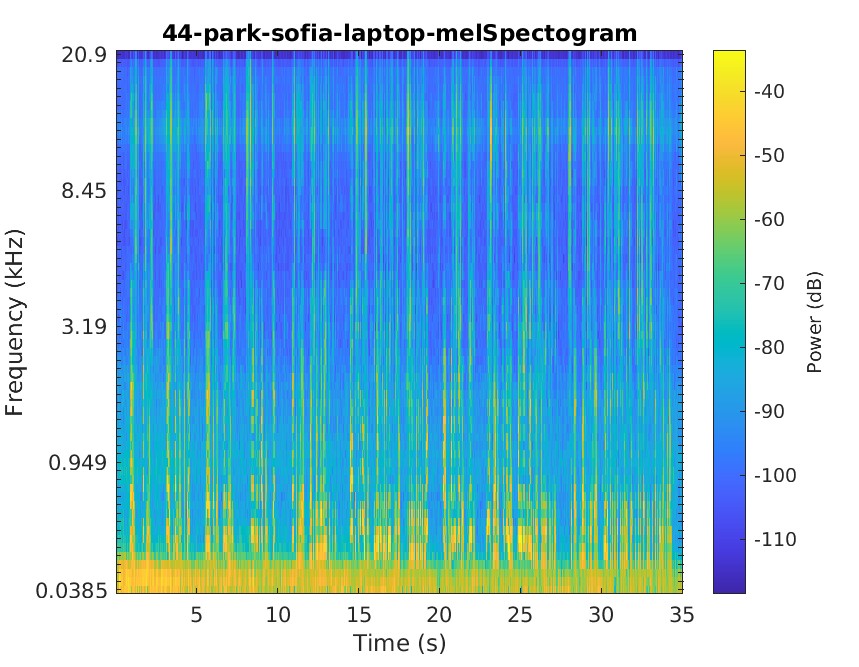 44-park-sofia-laptop-melSpectogram
20.9
8.45
3.19
0.949
0.0385
Frequency (kHz)
5 10 15 20 25 30 35
Time (s)
-40
-50
-60
-70
-80
-90
-100
-110
Power (dB)